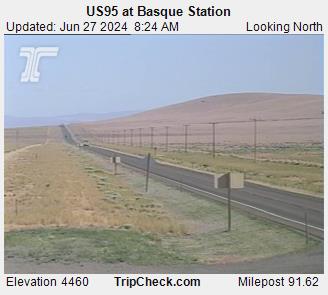 US95 at Basque Station
Updated: Jun 27 2024 8:24 AM Looking North
Elevation 4460 TripCheck.com Milepost 91.62